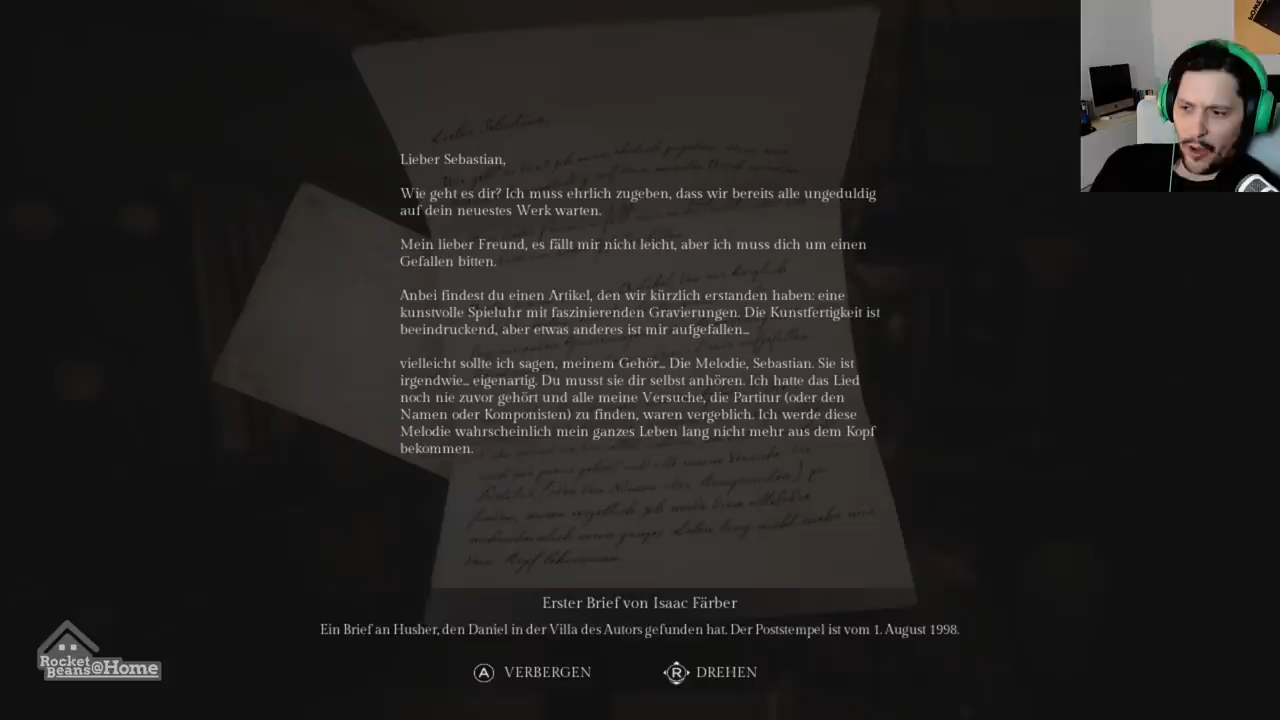 Lieber Sebastian,
Wie geht es dir? Ich muss ehrlich zugeben, dass wir bereits alle ungeduldig
auf dein neuestes Werk warten.
Mein lieber Freund, es fällt mir nicht leicht, aber ich muss dich um einen
Gefallen bitten.
Anbei findest du einen Artikel, den wir kürzlich erstanden haben: eine
kunstvolle Spieluhr mit faszinierenden Gravierungen. Die Kunstfertigkeit ist
beeindruckend, aber etwas anderes ist mir aufgefallen...
vielleicht sollte ich sagen, meinem Gehör... Die Melodie, Sebastian. Sie ist
irgendwie... eigenartig. Du musst sie dir selbst anhören. Ich hatte das Lied
noch nie zuvor gehört und alle meine Versuche, die Partitur (oder den
Namen oder Komponisten) zu finden, waren vergeblich. Ich werde diese
Melodie wahrscheinlich mein ganzes Leben lang nicht mehr aus dem Kopf
bekommen.
Erster Brief von Isaac Färber
Ein Brief an Husher, den Daniel in der Villa des Autors gefunden hat. Der Poststempel ist vom 1. August 1998.
A VERBERGEN
R DREHEN
Rocket
Beans@Home